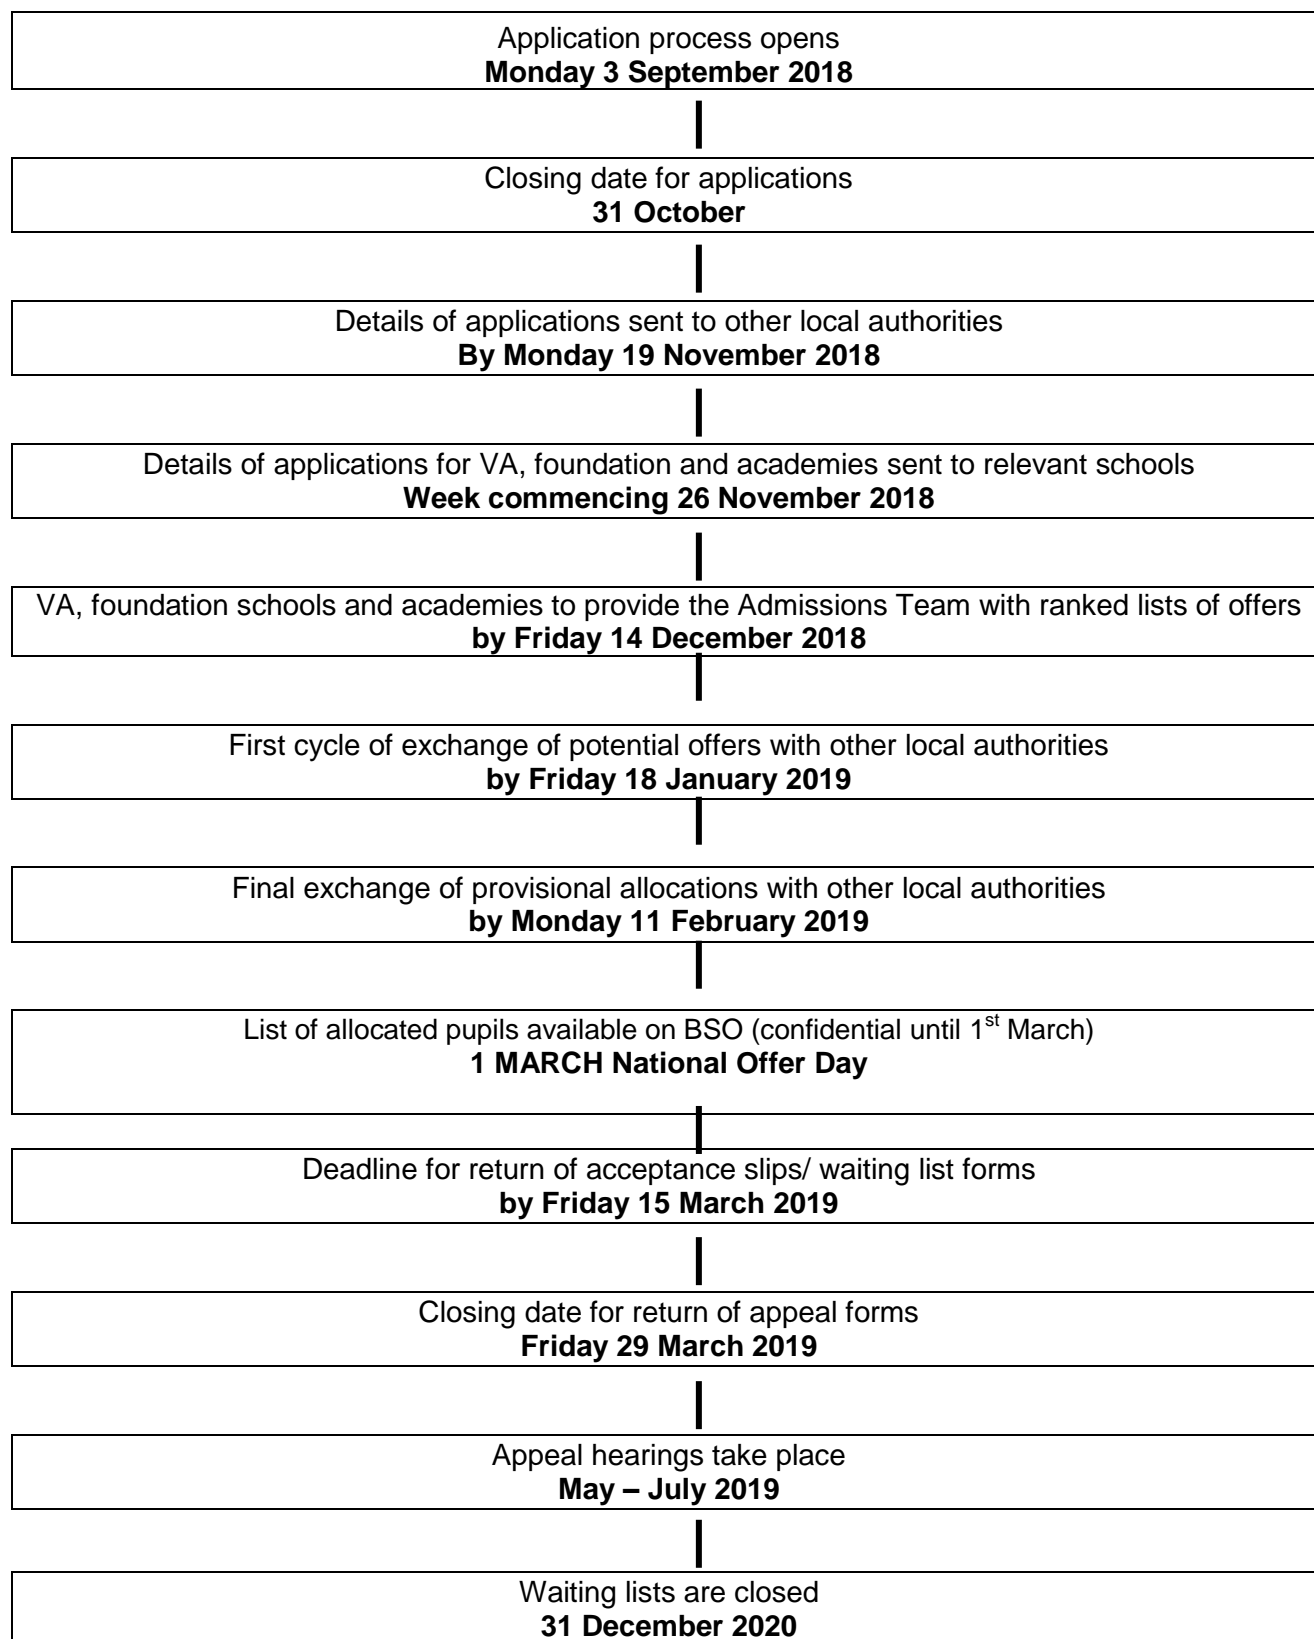 Application process opens
Monday 3 September 2018
Closing date for applications
31 October
Details of applications sent to other local authorities
By Monday 19 November 2018
Details of applications for VA, foundation and academies sent to relevant schools
Week commencing 26 November 2018
VA, foundation schools and academies to provide the Admissions Team with ranked lists of offers
by Friday 14 December 2018
First cycle of exchange of potential offers with other local authorities
by Friday 18 January 2019
Final exchange of provisional allocations with other local authorities
by Monday 11 February 2019
List of allocated pupils available on BSO (confidential until 1st March)
1 MARCH National Offer Day
Deadline for return of acceptance slips/ waiting list forms
by Friday 15 March 2019
Closing date for return of appeal forms
Friday 29 March 2019
Appeal hearings take place
May – July 2019
Waiting lists are closed
31 December 2020